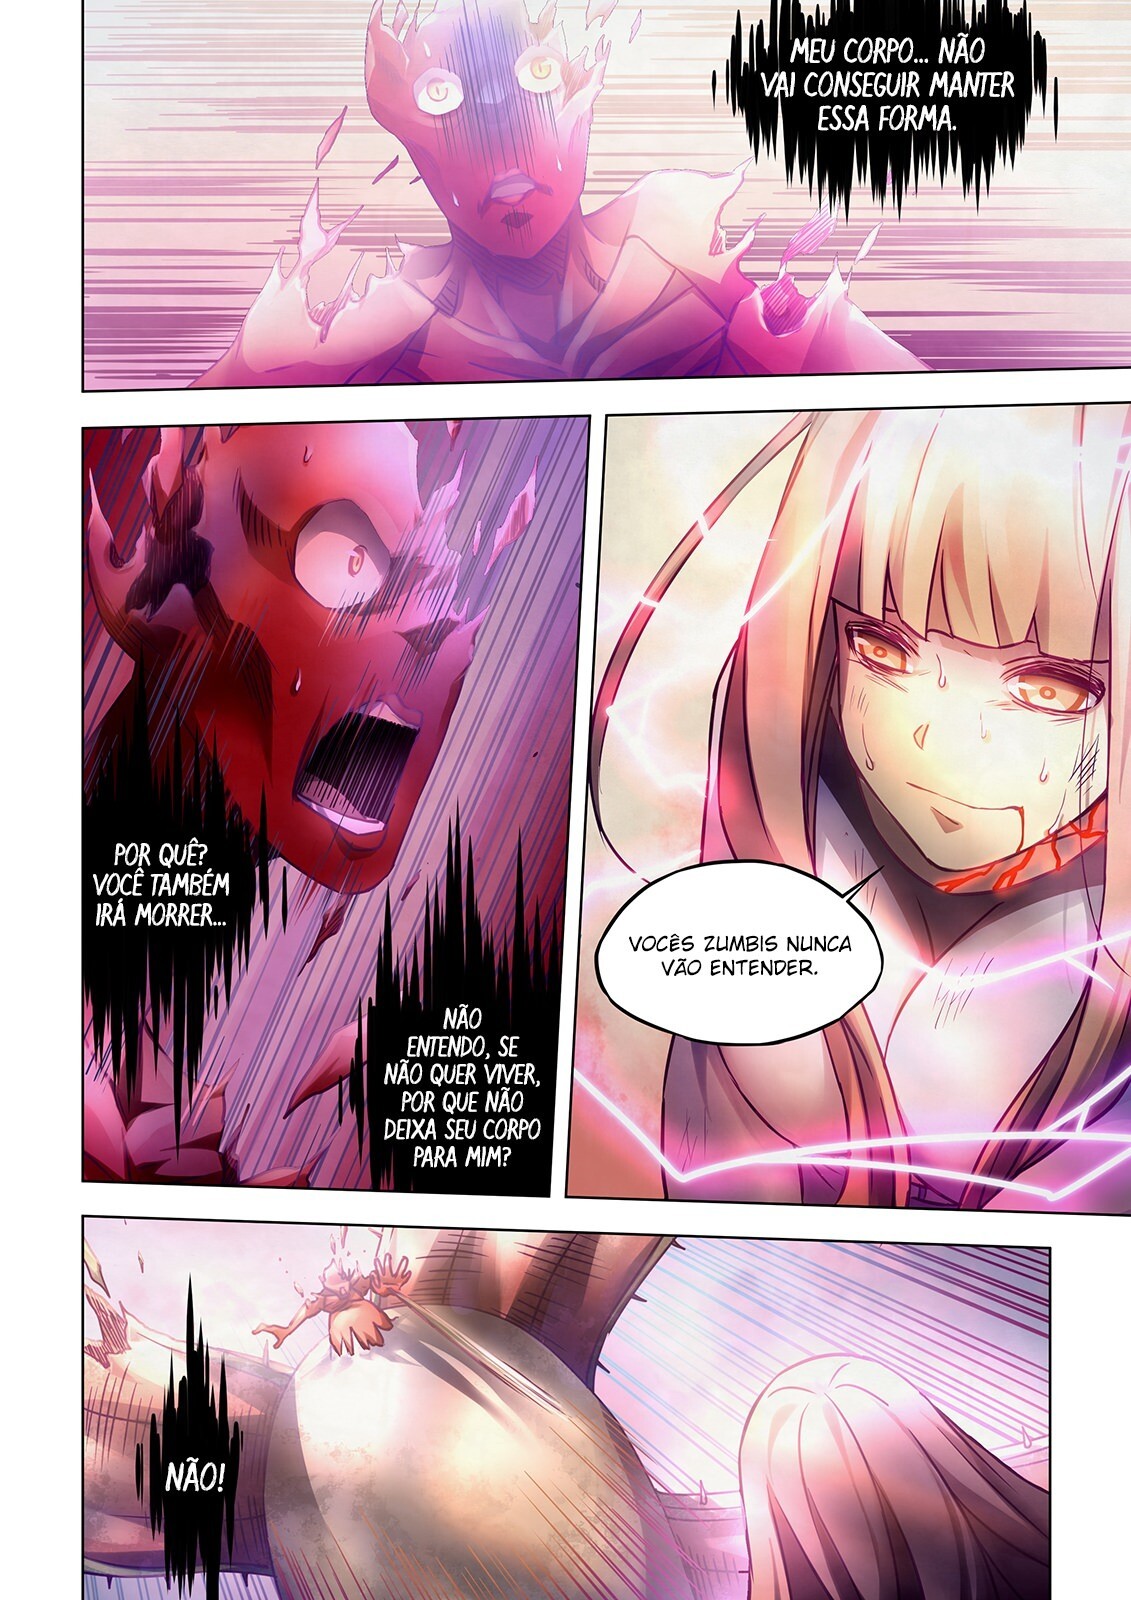 MEU CORPO... NÃO
VAI CONSEGUIR MANTER
ESSA FORMA.
POR QUÊ?
VOCÊ TAMBÉM
IRÁ MORRER...
NÃO
ENTENDO, SE
NÃO QUER VIVER,
POR QUE NÃO
DEIXA SEU CORPO
PARA MIM?
VOCÊS ZUMBIS NUNCA
VÃO ENTENDER.
NÃO!